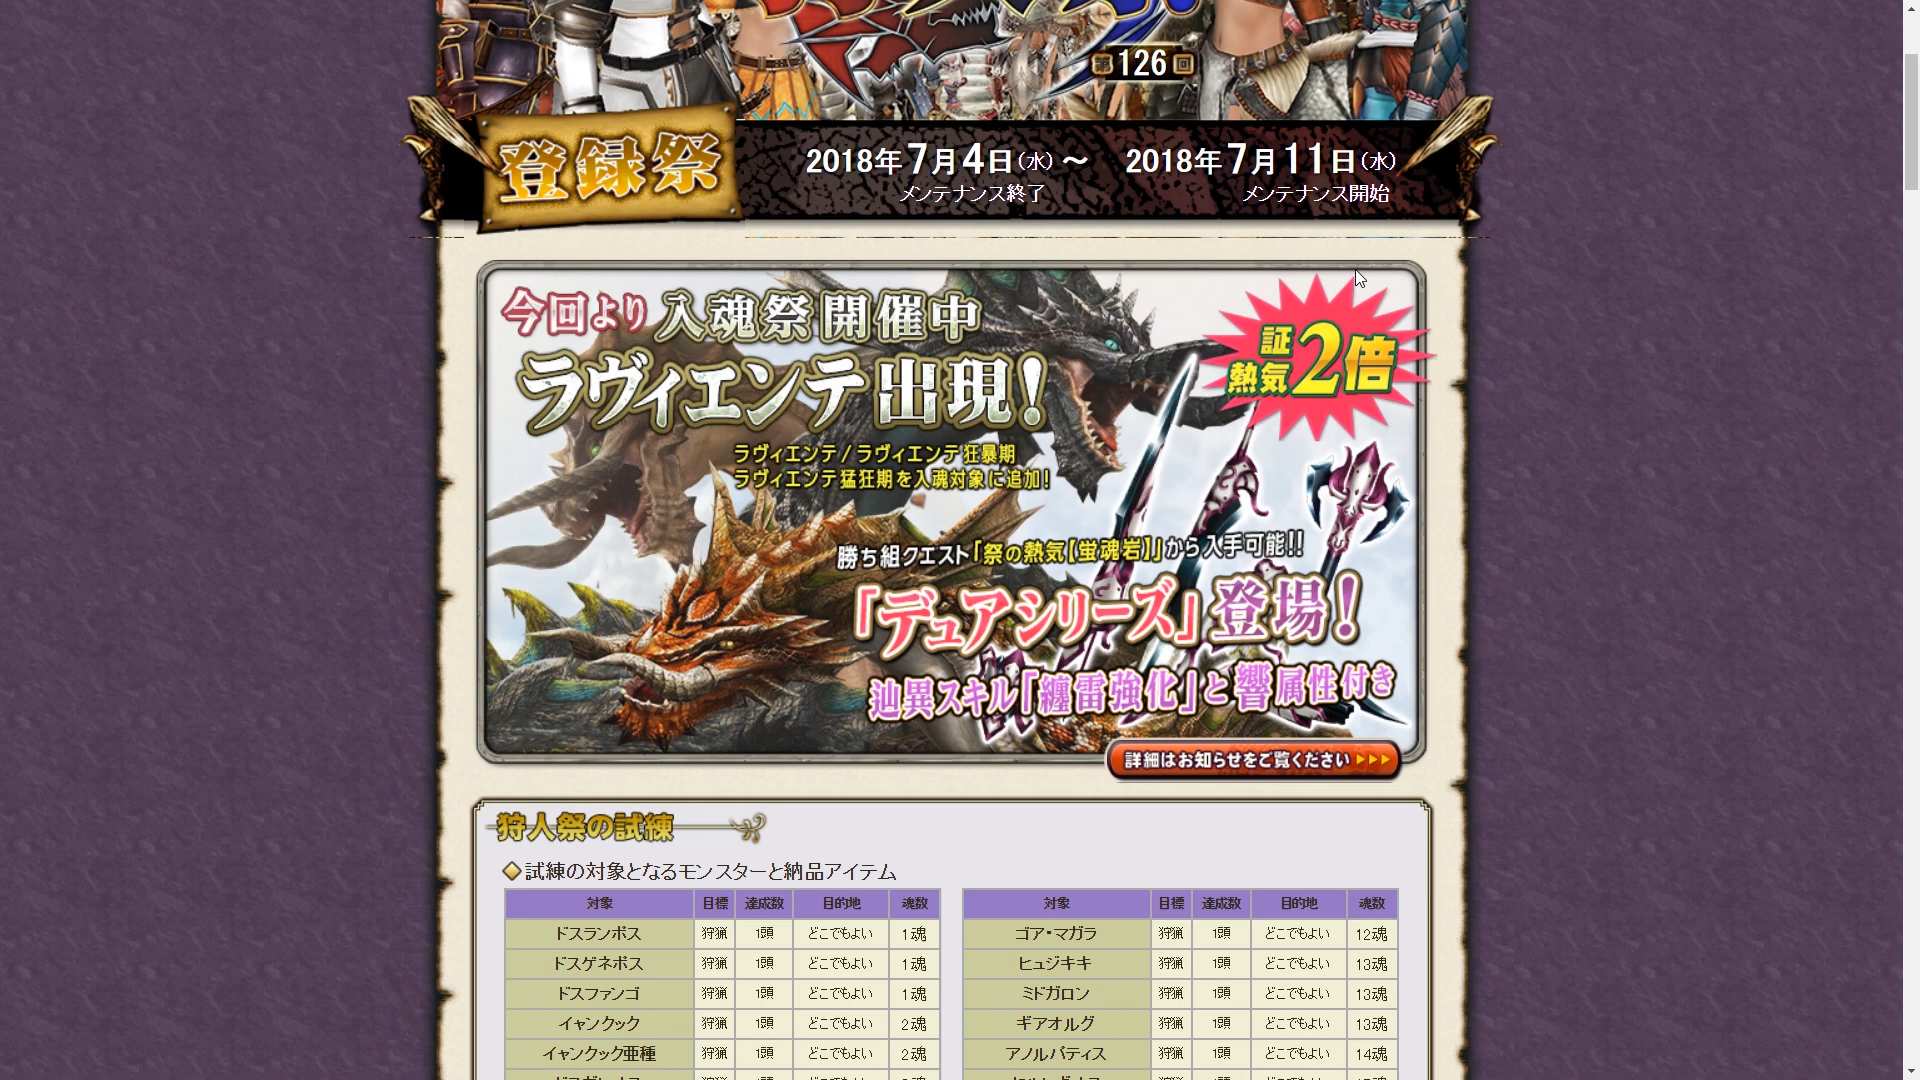 第126回
登録祭
2018年7月4日(水)～ 2018年7月11日(水)
メンテナンス終了 メンテナンス開始
今回より入魂祭開催中
ラヴィエンテ出現!
証
熱気2倍
ラヴィエンテ/ラヴィエンテ狂暴期
ラヴィエンテ猛狂期を入魂対象に追加!
勝ち組クエスト「祭の熱気【蛍魂岩】」から入手可能!!
「デュアシリーズ」登場!
辿異スキル「纏雷強化」と響属性付き
詳細はお知らせをご覧ください
狩人祭の試練
試練の対象となるモンスターと納品アイテム
対象 目標 達成数 目的地 魂数 対象 目標 達成数 目的地 魂数
ドスランポス 狩猟 1頭 どこでもよい 1魂 ゴア・マガラ 狩猟 1頭 どこでもよい 12魂
ドスゲネポス 狩猟 1頭 どこでもよい 1魂 ヒュジキキ 狩猟 1頭 どこでもよい 13魂
ドスファンゴ 狩猟 1頭 どこでもよい 1魂 ミドガロン 狩猟 1頭 どこでもよい 13魂
イャンクック 狩猟 1頭 どこでもよい 2魂 ギアオルグ 狩猟 1頭 どこでもよい 13魂
イャンクック亜種 狩猟 1頭 どこでもよい 2魂 アノルパティス 狩猟 1頭 どこでもよい 14魂